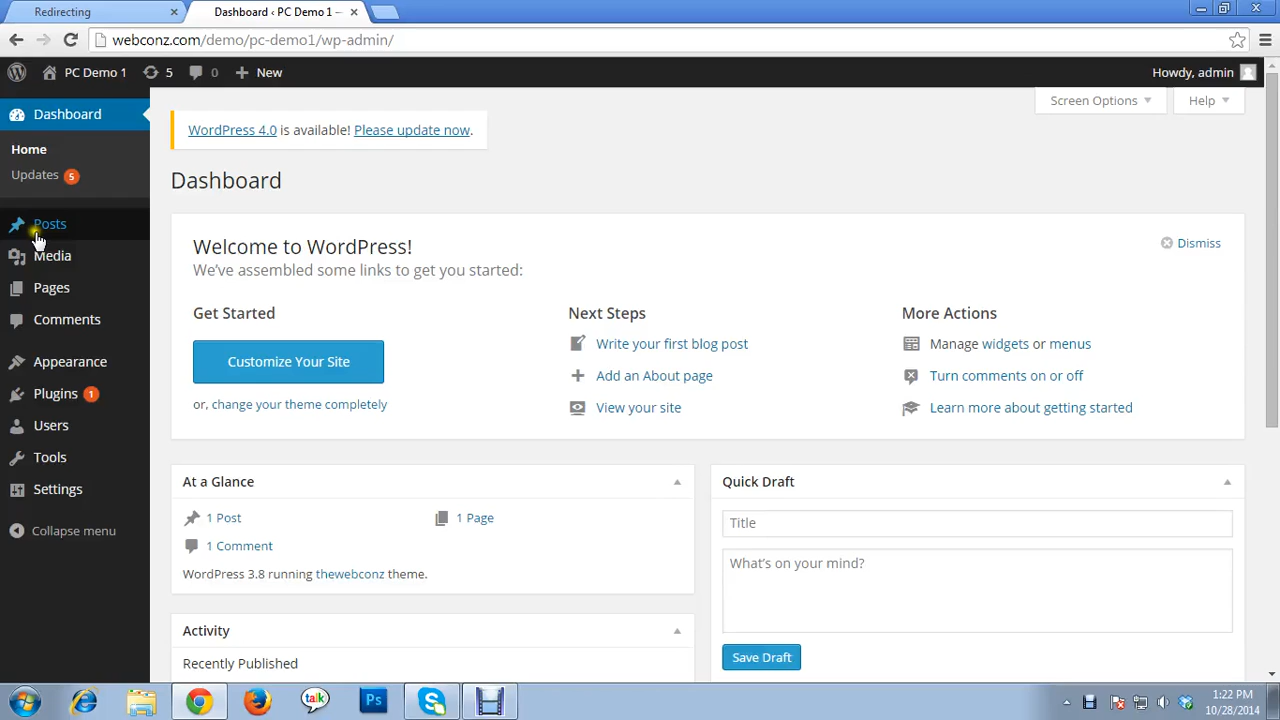 Redirecting
Dashboard ‹ PC Demo 1 –
webconz.com/demo/pc-demo1/wp-admin/
PC Demo 1 5 0 New Howdy, admin
Dashboard
Home
Updates 5
Posts
Media
Pages
Comments
Appearance
Plugins 1
Users
Tools
Settings
Collapse menu
Screen Options Help
WordPress 4.0 is available! Please update now.
Dashboard
Welcome to WordPress!
Dismiss
We've assembled some links to get you started:
Get Started
Customize Your Site
or, change your theme completely
Next Steps
Write your first blog post
Add an About page
View your site
More Actions
Manage widgets or menus
Turn comments on or off
Learn more about getting started
At a Glance
1 Post 1 Page
1 Comment
WordPress 3.8 running thewebconz theme.
Activity
Recently Published
Quick Draft
Title
What's on your mind?
Save Draft
talk
Ps
1:22 PM
10/28/2014